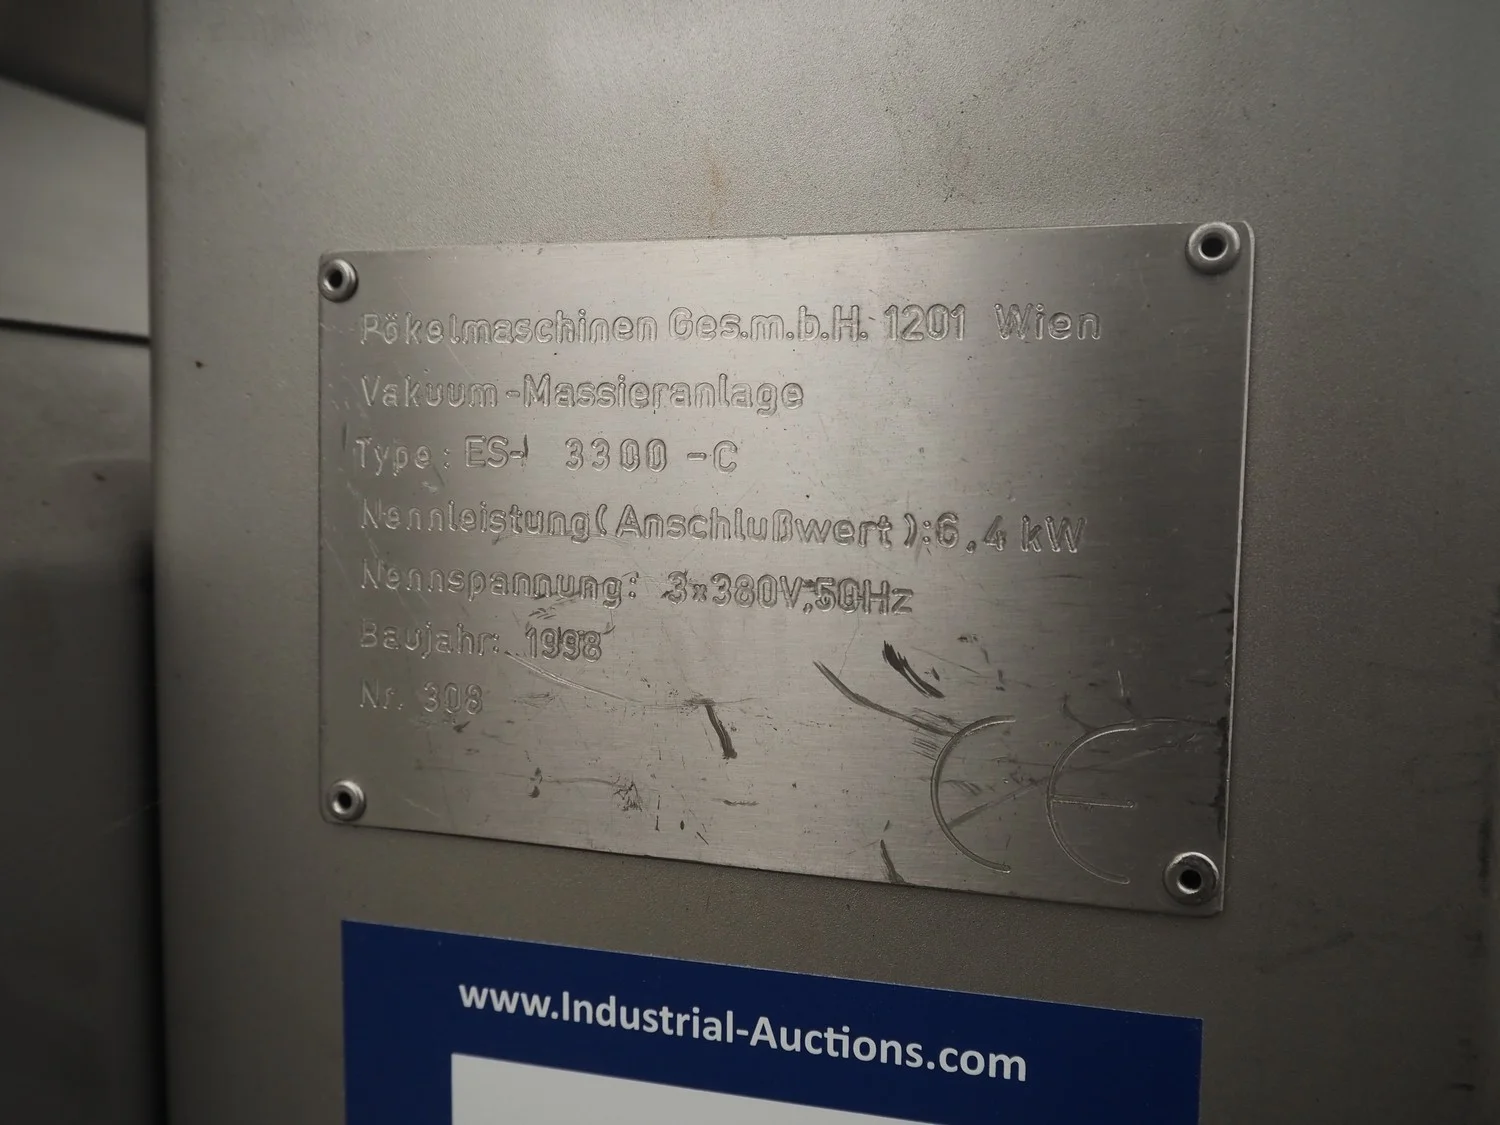 Pökelmaschinen Ges.m.b.H. 1201 Wien
Vakuum-Massieranlage
Type: ES- 3300 -C
Nennleistung(Anschlußwert):6,4 kW
Nennspannung: 3x380V,50Hz
Baujahr: 1998
Nr. 308
CE
www.Industrial-Auctions.com